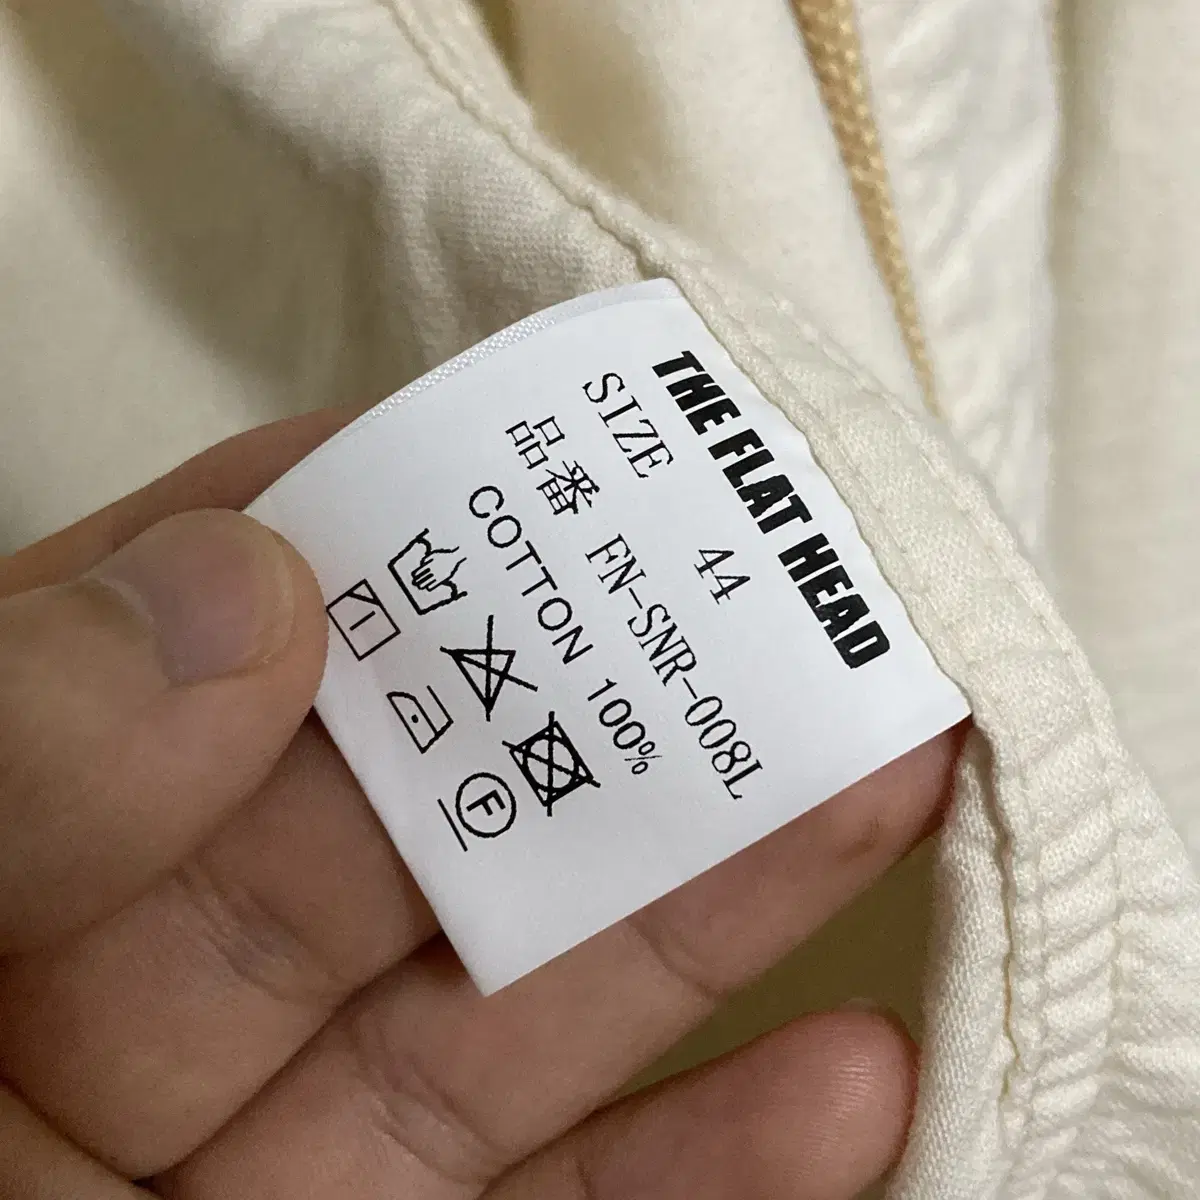 THE FLAT HEAD
SIZE 44
品番 FN-SNR-008L
COTTON 100%
F